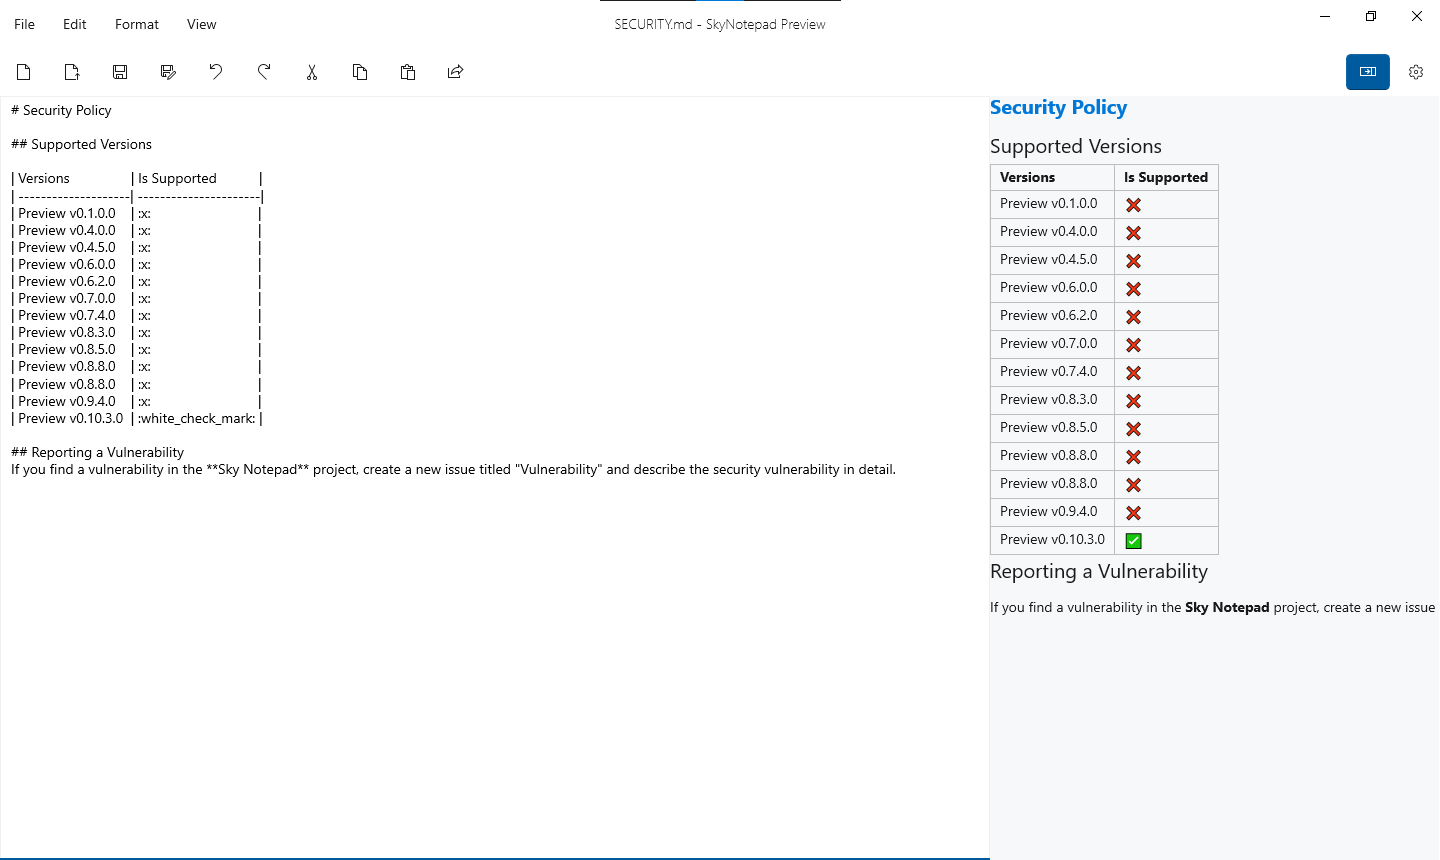 File Edit Format View
SECURITY.md - SkyNotepad Preview
# Security Policy
## Supported Versions
| Versions | Is Supported |
| --------------------| ----------------------|
| Preview v0.1.0.0 | :x: |
| Preview v0.4.0.0 | :x: |
| Preview v0.4.5.0 | :x: |
| Preview v0.6.0.0 | :x: |
| Preview v0.6.2.0 | :x: |
| Preview v0.7.0.0 | :x: |
| Preview v0.7.4.0 | :x: |
| Preview v0.8.3.0 | :x: |
| Preview v0.8.5.0 | :x: |
| Preview v0.8.8.0 | :x: |
| Preview v0.8.8.0 | :x: |
| Preview v0.9.4.0 | :x: |
| Preview v0.10.3.0 | :white_check_mark: |
## Reporting a Vulnerability
If you find a vulnerability in the **Sky Notepad** project, create a new issue titled "Vulnerability" and describe the security vulnerability in detail.
Security Policy
Supported Versions
Versions Is Supported
Preview v0.1.0.0 ❌
Preview v0.4.0.0 ❌
Preview v0.4.5.0 ❌
Preview v0.6.0.0 ❌
Preview v0.6.2.0 ❌
Preview v0.7.0.0 ❌
Preview v0.7.4.0 ❌
Preview v0.8.3.0 ❌
Preview v0.8.5.0 ❌
Preview v0.8.8.0 ❌
Preview v0.8.8.0 ❌
Preview v0.9.4.0 ❌
Preview v0.10.3.0 ✅
Reporting a Vulnerability
If you find a vulnerability in the Sky Notepad project, create a new issue